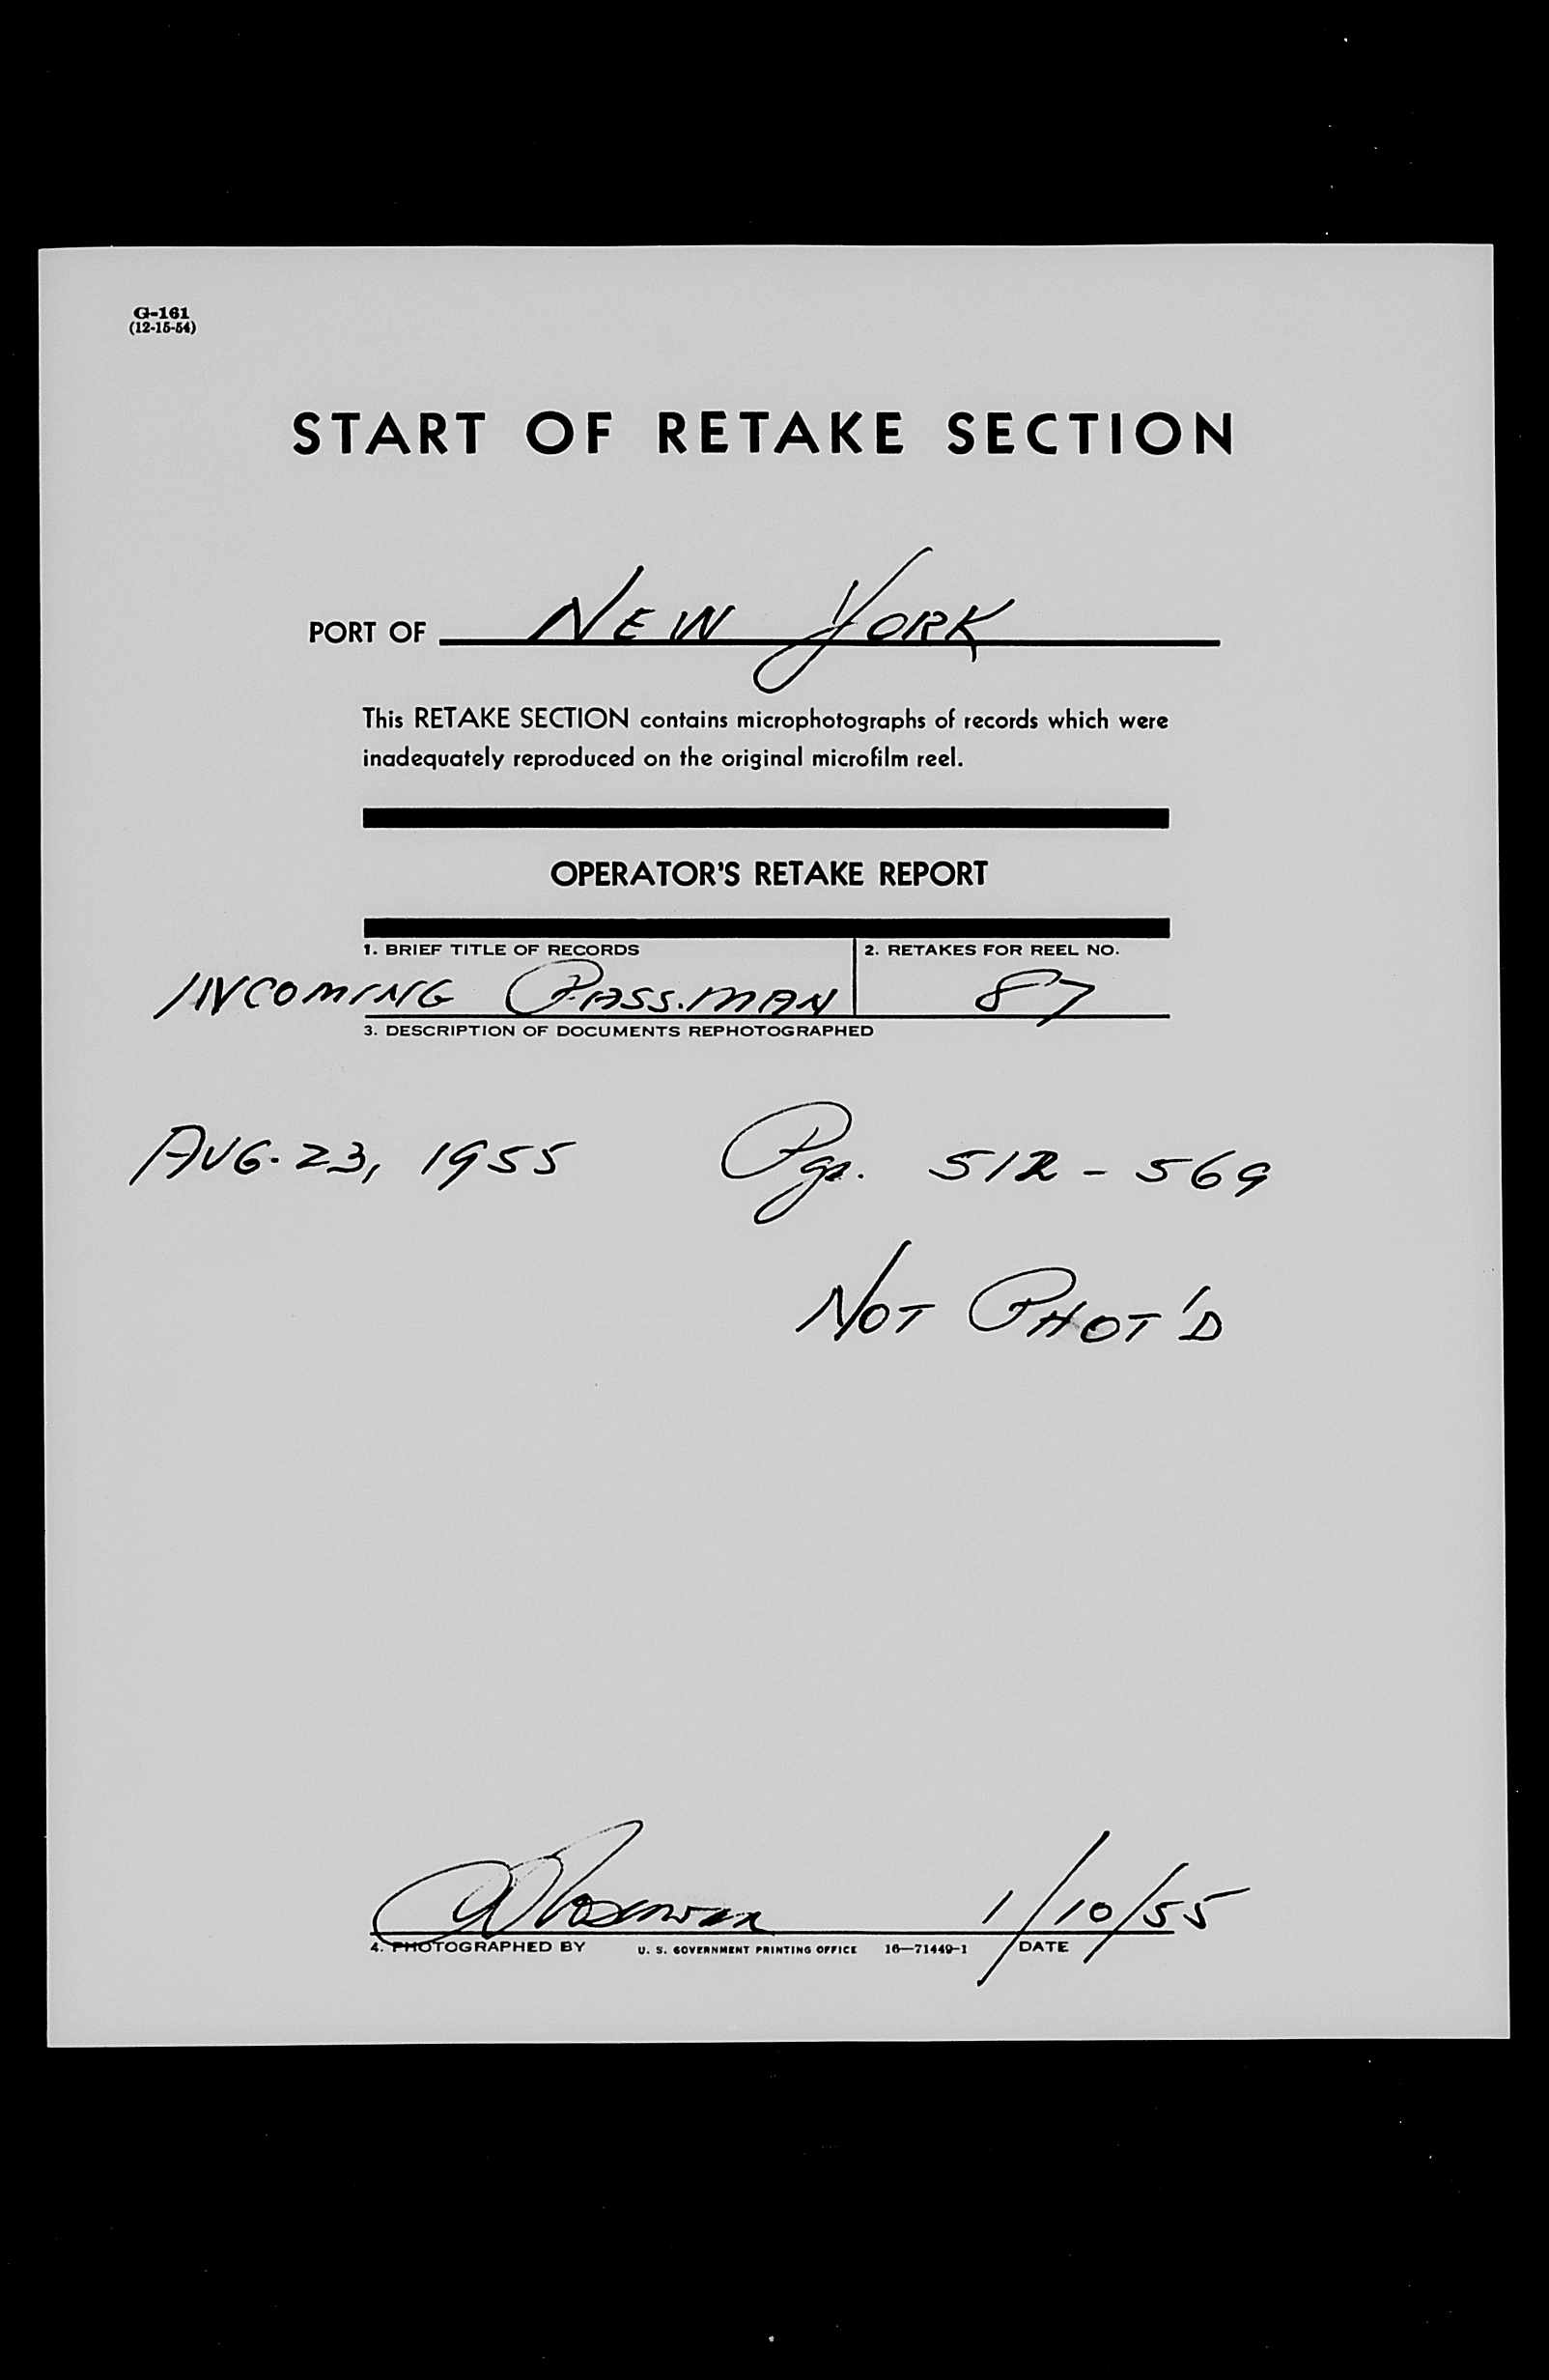 G-161
(12-15-54)
START OF RETAKE SECTION
PORT OF NEW YORK
This RETAKE SECTION contains microphotographs of records which were
inadequately reproduced on the original microfilm reel.
OPERATOR'S RETAKE REPORT
1. BRIEF TITLE OF RECORDS 2. RETAKES FOR REEL NO.
INCOMING PASS. MAN 87
3. DESCRIPTION OF DOCUMENTS REPHOTOGRAPHED
AUG. 23, 1955 Pgs. 512 - 569
NOT PHOT'D
1/10/55
4. PHOTOGRAPHED BY U. S. GOVERNMENT PRINTING OFFICE 16—71449-1 DATE